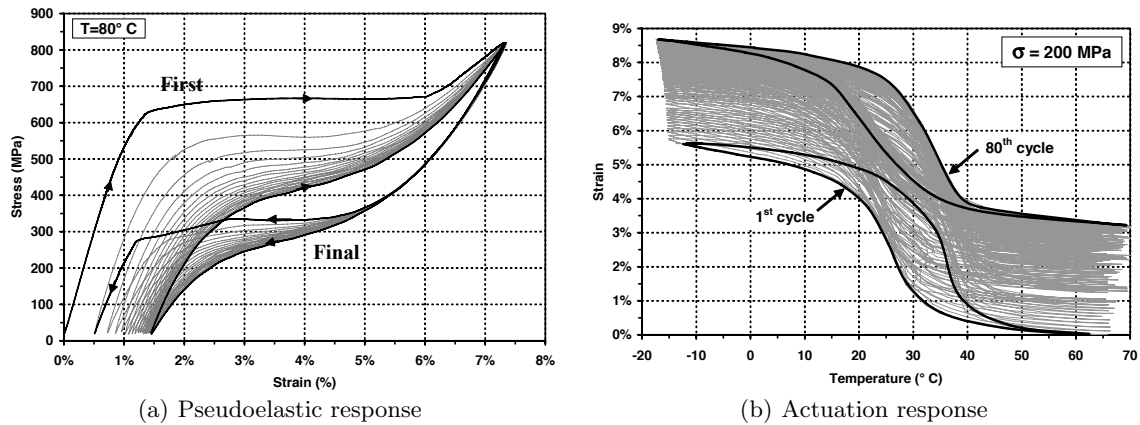 900
800
700
600
500
400
300
200
100
0
Stress (MPa)
T=80° C
First
Final
0% 1% 2% 3% 4% 5% 6% 7% 8%
Strain (%)
(a) Pseudoelastic response
9%
8%
7%
6%
5%
4%
3%
2%
1%
0%
Strain
σ = 200 MPa
80th cycle
1st cycle
-20 -10 0 10 20 30 40 50 60 70
Temperature (° C)
(b) Actuation response